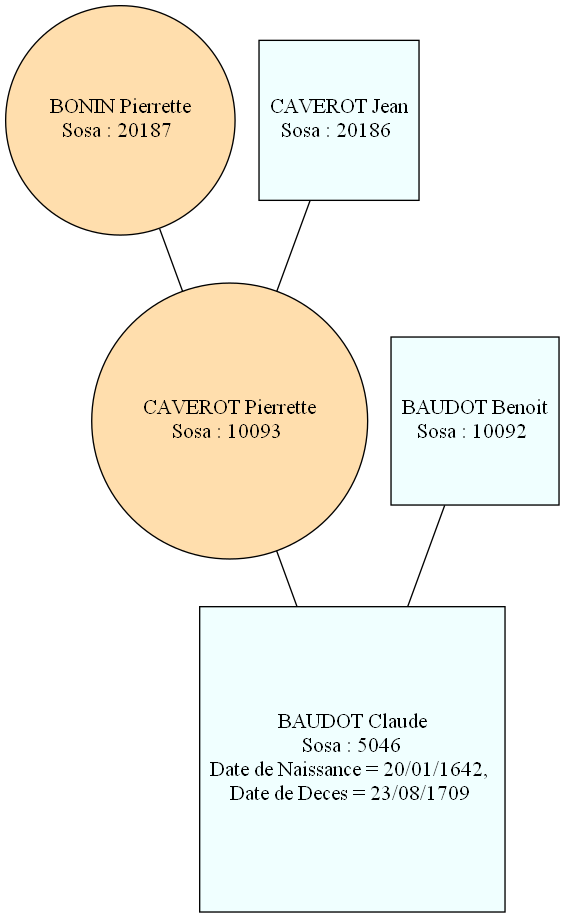 BONIN Pierrette
Sosa : 20187
CAVEROT Jean
Sosa : 20186
CAVEROT Pierrette
Sosa : 10093
BAUDOT Benoit
Sosa : 10092
BAUDOT Claude
Sosa : 5046
Date de Naissance = 20/01/1642,
Date de Deces = 23/08/1709